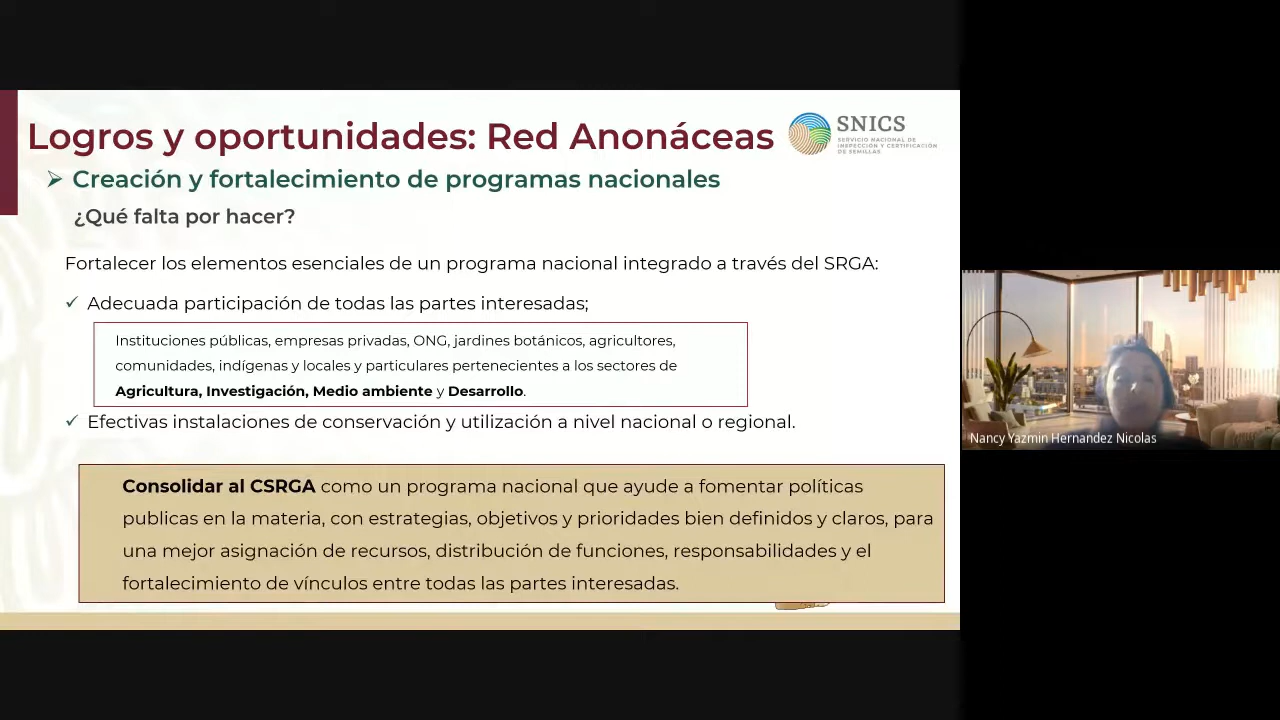 Logros y oportunidades: Red Anonáceas
SNICS
SERVICIO NACIONAL DE
INSPECCIÓN Y CERTIFICACIÓN
DE SEMILLAS
➢ Creación y fortalecimiento de programas nacionales
¿Qué falta por hacer?
Fortalecer los elementos esenciales de un programa nacional integrado a través del SRGA:
✓ Adecuada participación de todas las partes interesadas;
Instituciones públicas, empresas privadas, ONG, jardines botánicos, agricultores,
comunidades, indígenas y locales y particulares pertenecientes a los sectores de
Agricultura, Investigación, Medio ambiente y Desarrollo.
✓ Efectivas instalaciones de conservación y utilización a nivel nacional o regional.
Consolidar al CSRGA como un programa nacional que ayude a fomentar políticas
publicas en la materia, con estrategias, objetivos y prioridades bien definidos y claros, para
una mejor asignación de recursos, distribución de funciones, responsabilidades y el
fortalecimiento de vínculos entre todas las partes interesadas.
Nancy Yazmin Hernandez Nicolas